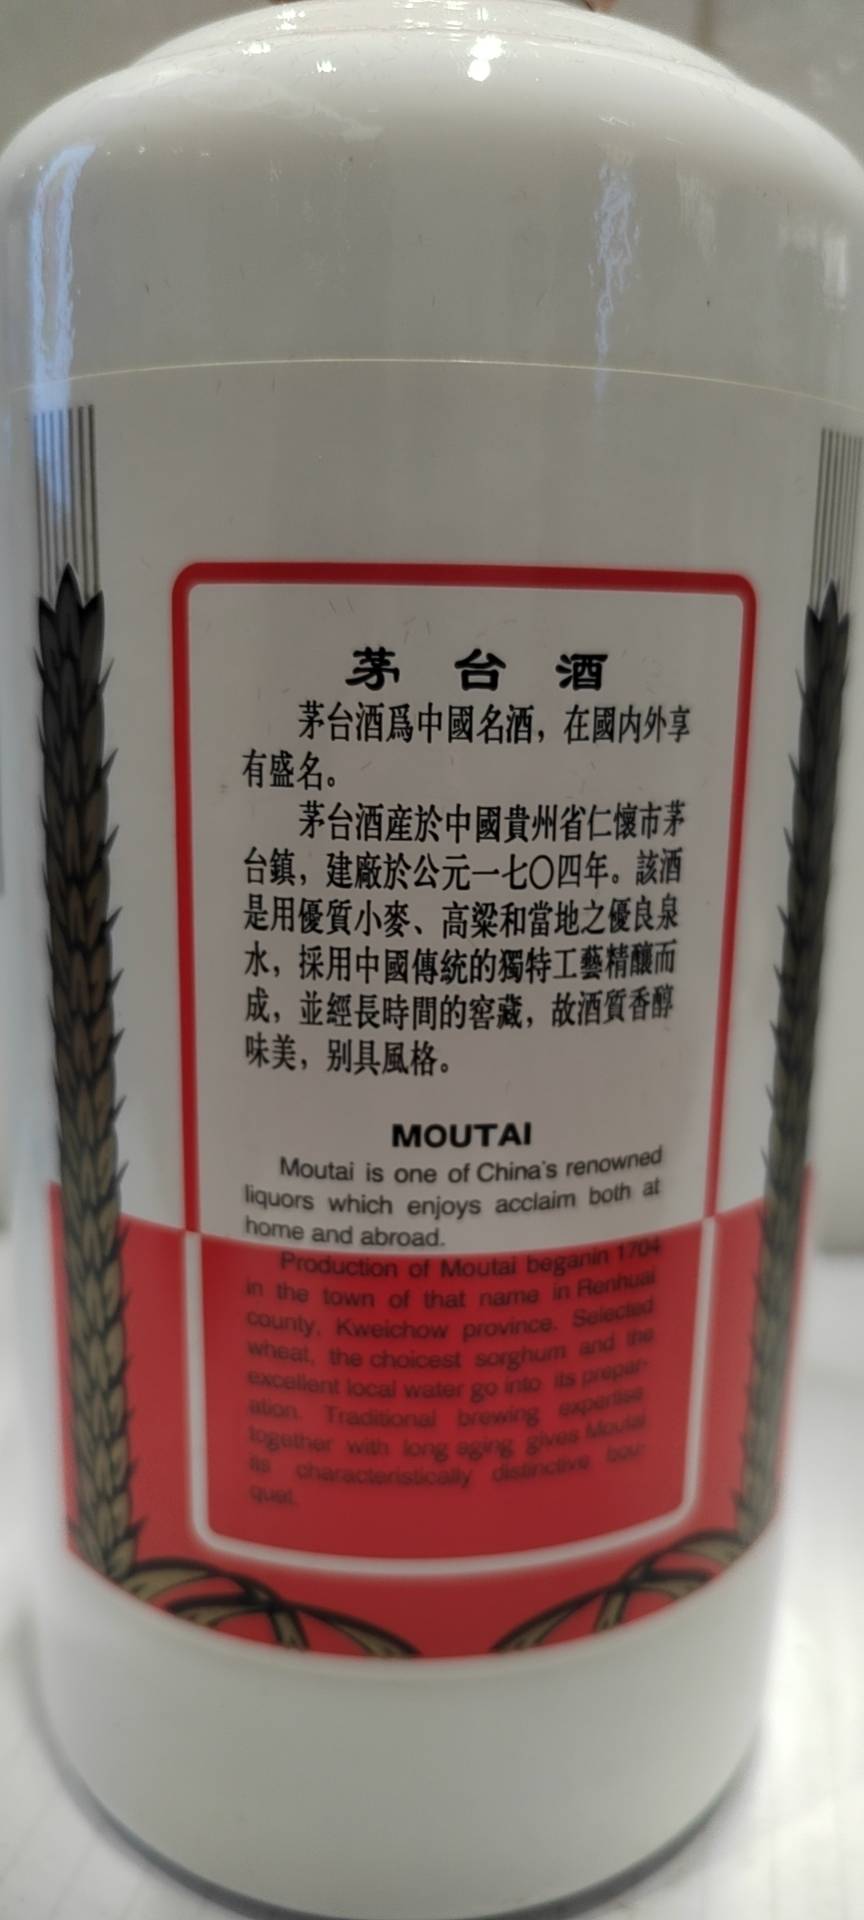 茅台酒
茅台酒爲中國名酒，在國内外享
有盛名。
茅台酒産於中國貴州省仁懷市茅
台鎮，建廠於公元一七〇四年。該酒
是用優質小麥、高粱和當地之優良泉
水，採用中國傳統的獨特工藝精釀而
成，並經長時間的窖藏，故酒質香醇
味美，别具風格。
MOUTAI
Moutai is one of China's renowned
liquors which enjoys acclaim both at
home and abroad.
Production of Moutai beganin 1704
in the town of that name in Renhuai
county, Kweichow province. Selected
wheat, the choicest sorghum and the
excellent local water go into its prepar-
ation. Traditional brewing expertise
together with long aging gives Moutai
its characteristically distinctive bou-
quet.